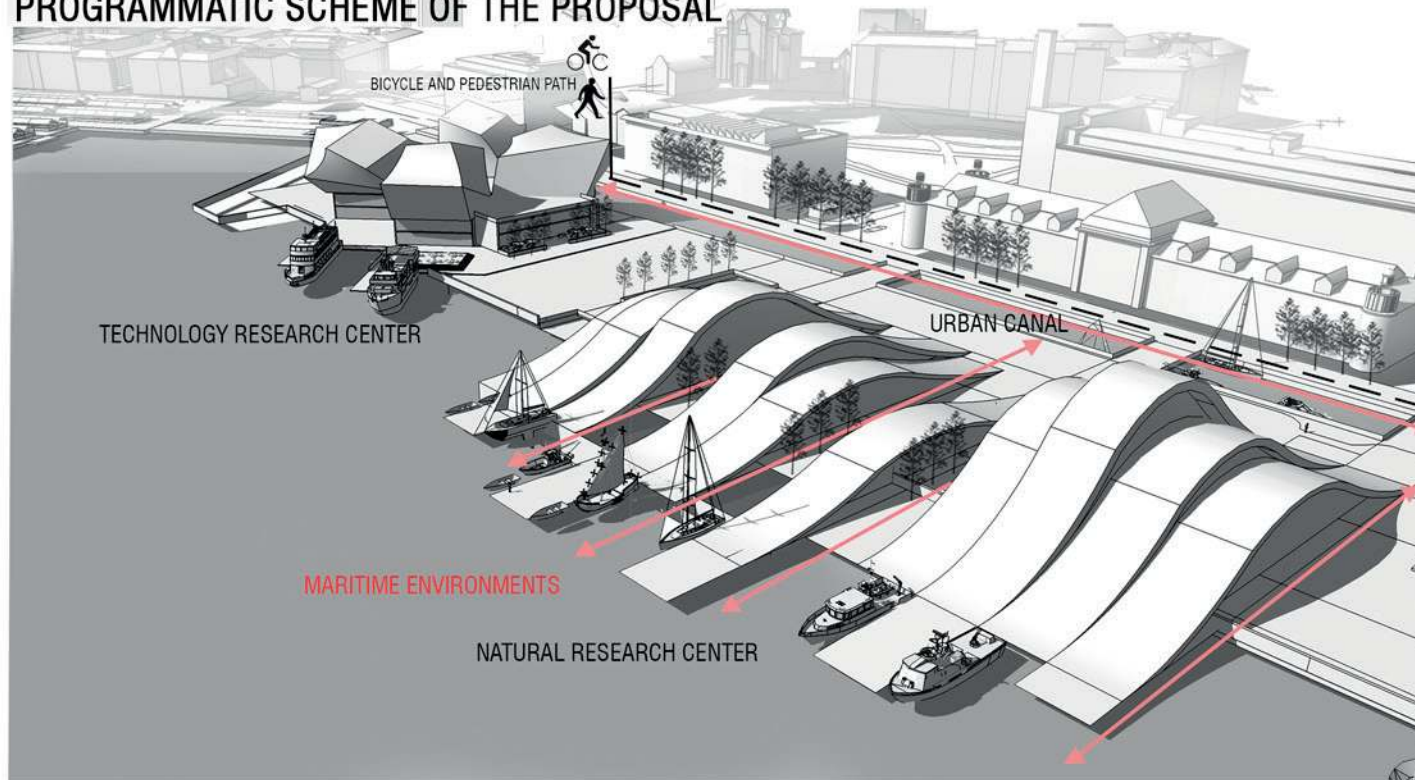 PROGRAMMATIC SCHEME OF THE PROPOSAL
BICYCLE AND PEDESTRIAN PATH
TECHNOLOGY RESEARCH CENTER
URBAN CANAL
MARITIME ENVIRONMENTS
NATURAL RESEARCH CENTER